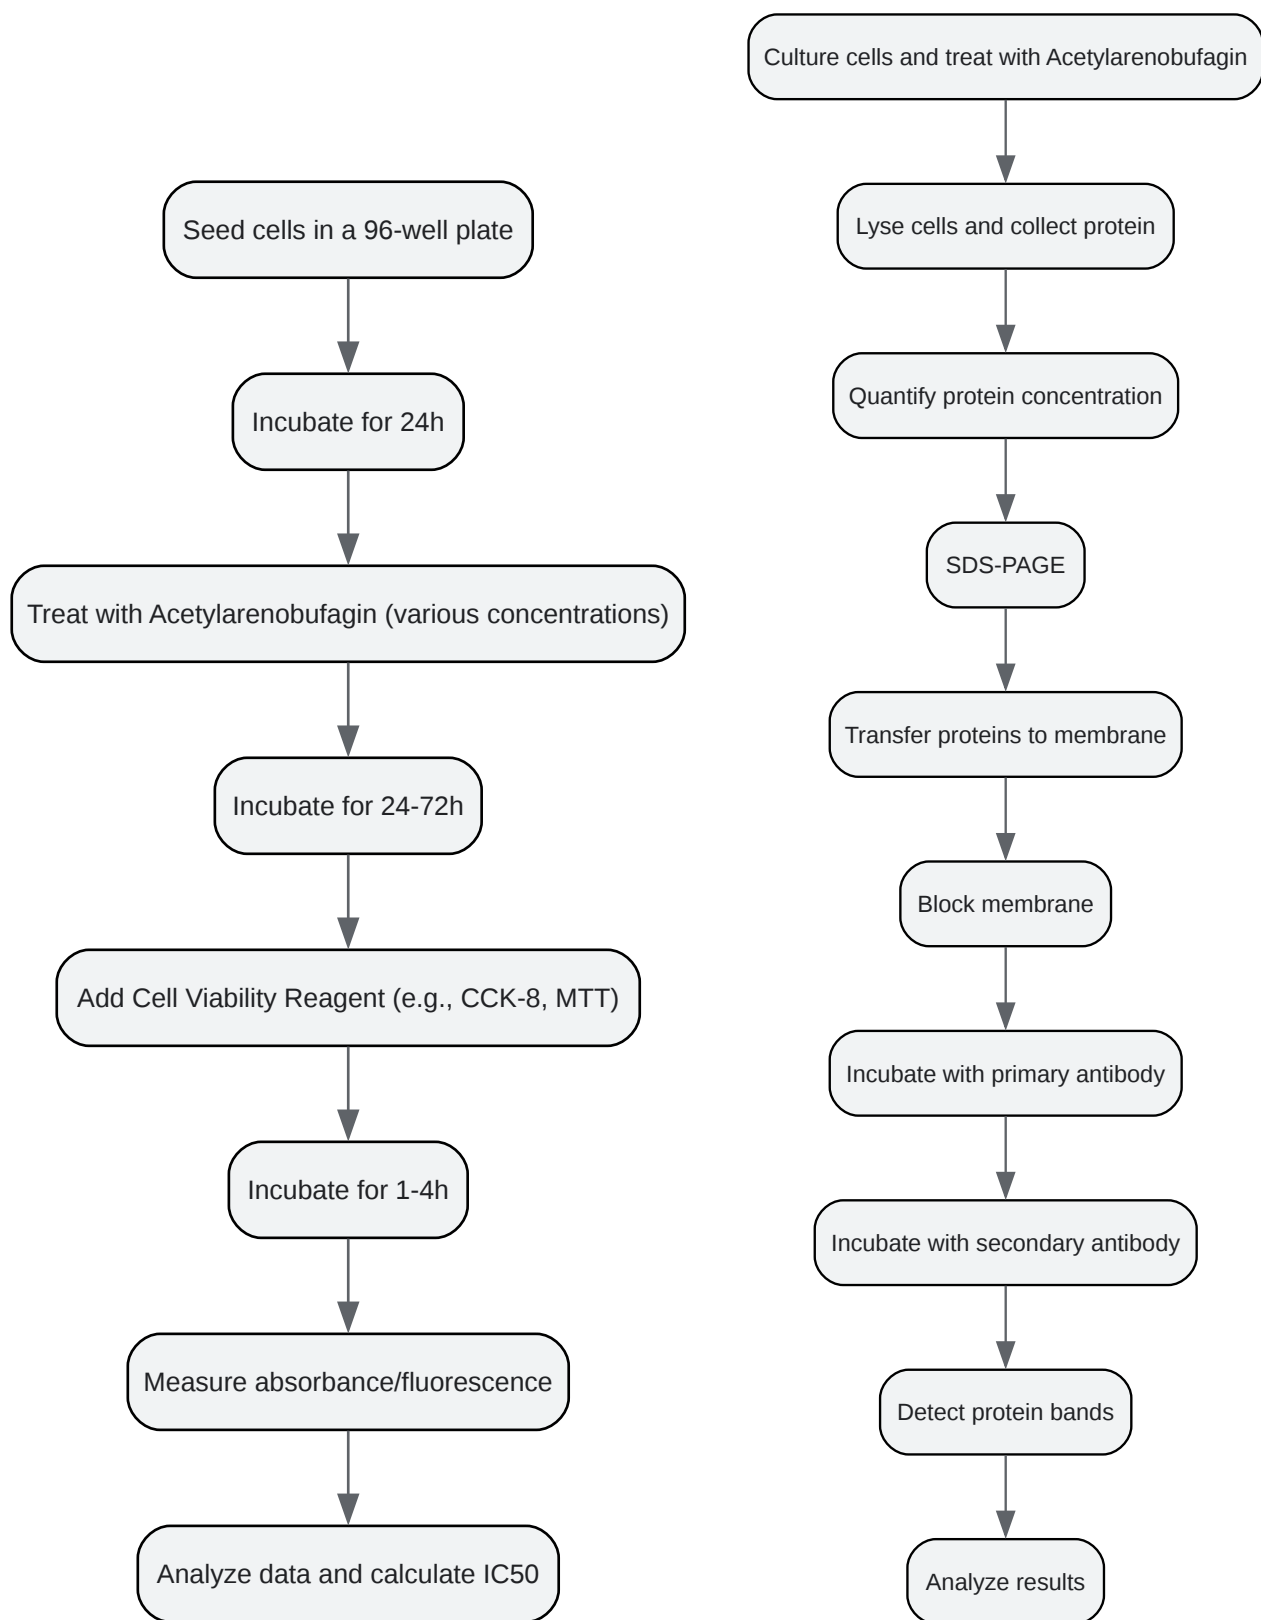 Seed cells in a 96-well plate
Incubate for 24h
Treat with Acetylarenobufagin (various concentrations)
Incubate for 24-72h
Add Cell Viability Reagent (e.g., CCK-8, MTT)
Incubate for 1-4h
Measure absorbance/fluorescence
Analyze data and calculate IC50
Culture cells and treat with Acetylarenobufagin
Lyse cells and collect protein
Quantify protein concentration
SDS-PAGE
Transfer proteins to membrane
Block membrane
Incubate with primary antibody
Incubate with secondary antibody
Detect protein bands
Analyze results